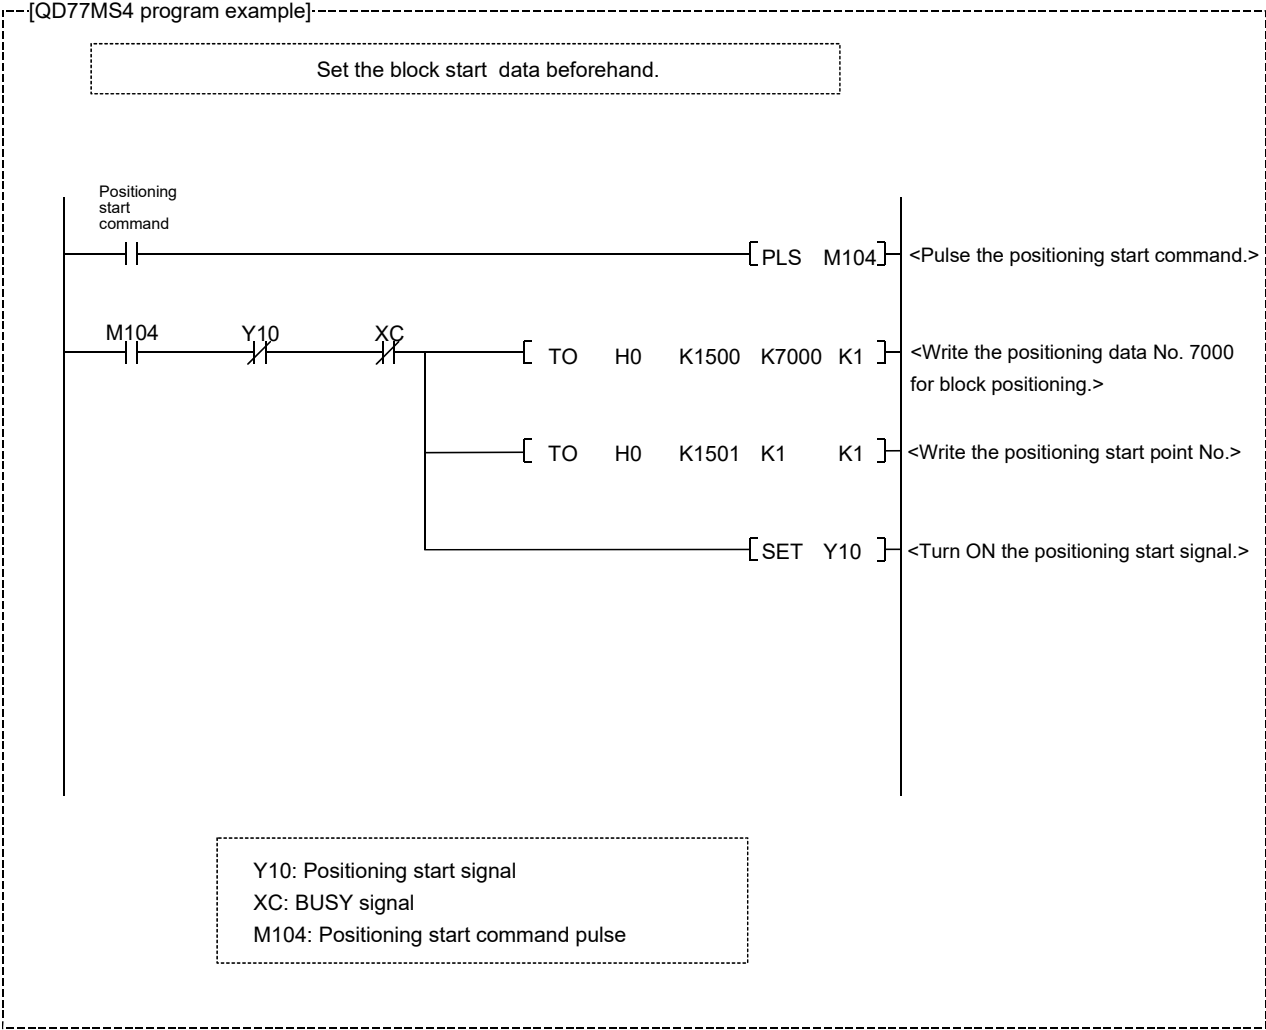 [QD77MS4 program example]
Set the block start data beforehand.
Positioning
start
command
PLS M104
<Pulse the positioning start command.>
M104 Y10 XC
TO H0 K1500 K7000 K1
<Write the positioning data No. 7000
for block positioning.>
TO H0 K1501 K1 K1
<Write the positioning start point No.>
SET Y10
<Turn ON the positioning start signal.>
Y10: Positioning start signal
XC: BUSY signal
M104: Positioning start command pulse